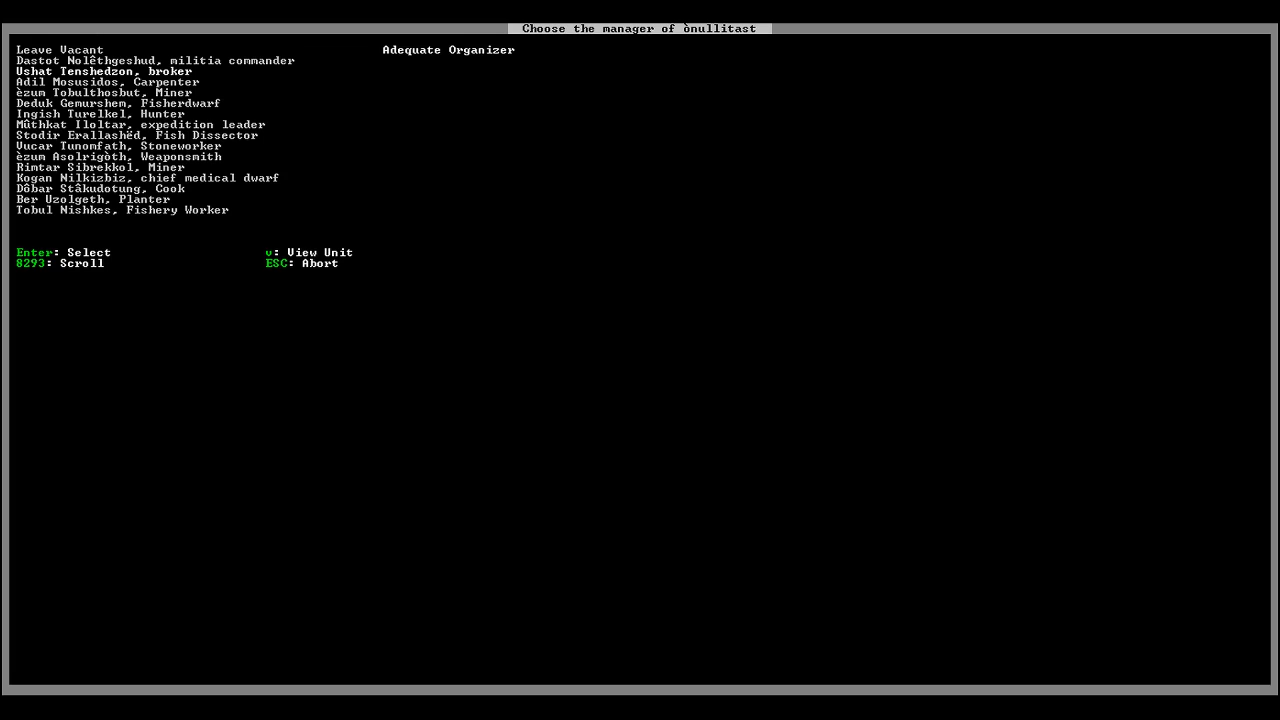 Choose the manager of ònullitast
Leave Vacant Adequate Organizer
Dastot Nolêthgeshud, militia commander
Ushat Tenshedzon, broker
Adil Mosusidos, Carpenter
èzum Tobulthosbut, Miner
Deduk Gemurshem, Fisherdwarf
Ingish Turelkel, Hunter
Mûthkat Iloltar, expedition leader
Stodir Erallashëd, Fish Dissector
Vucar Tunomfath, Stoneworker
èzum Asolrigòth, Weaponsmith
Rimtar Sibrekkol, Miner
Kogan Nilkizbiz, chief medical dwarf
Dôbar Stâkudotung, Cook
Ber Uzolgeth, Planter
Tobul Nishkes, Fishery Worker
Enter: Select v: View Unit
8293: Scroll ESC: Abort